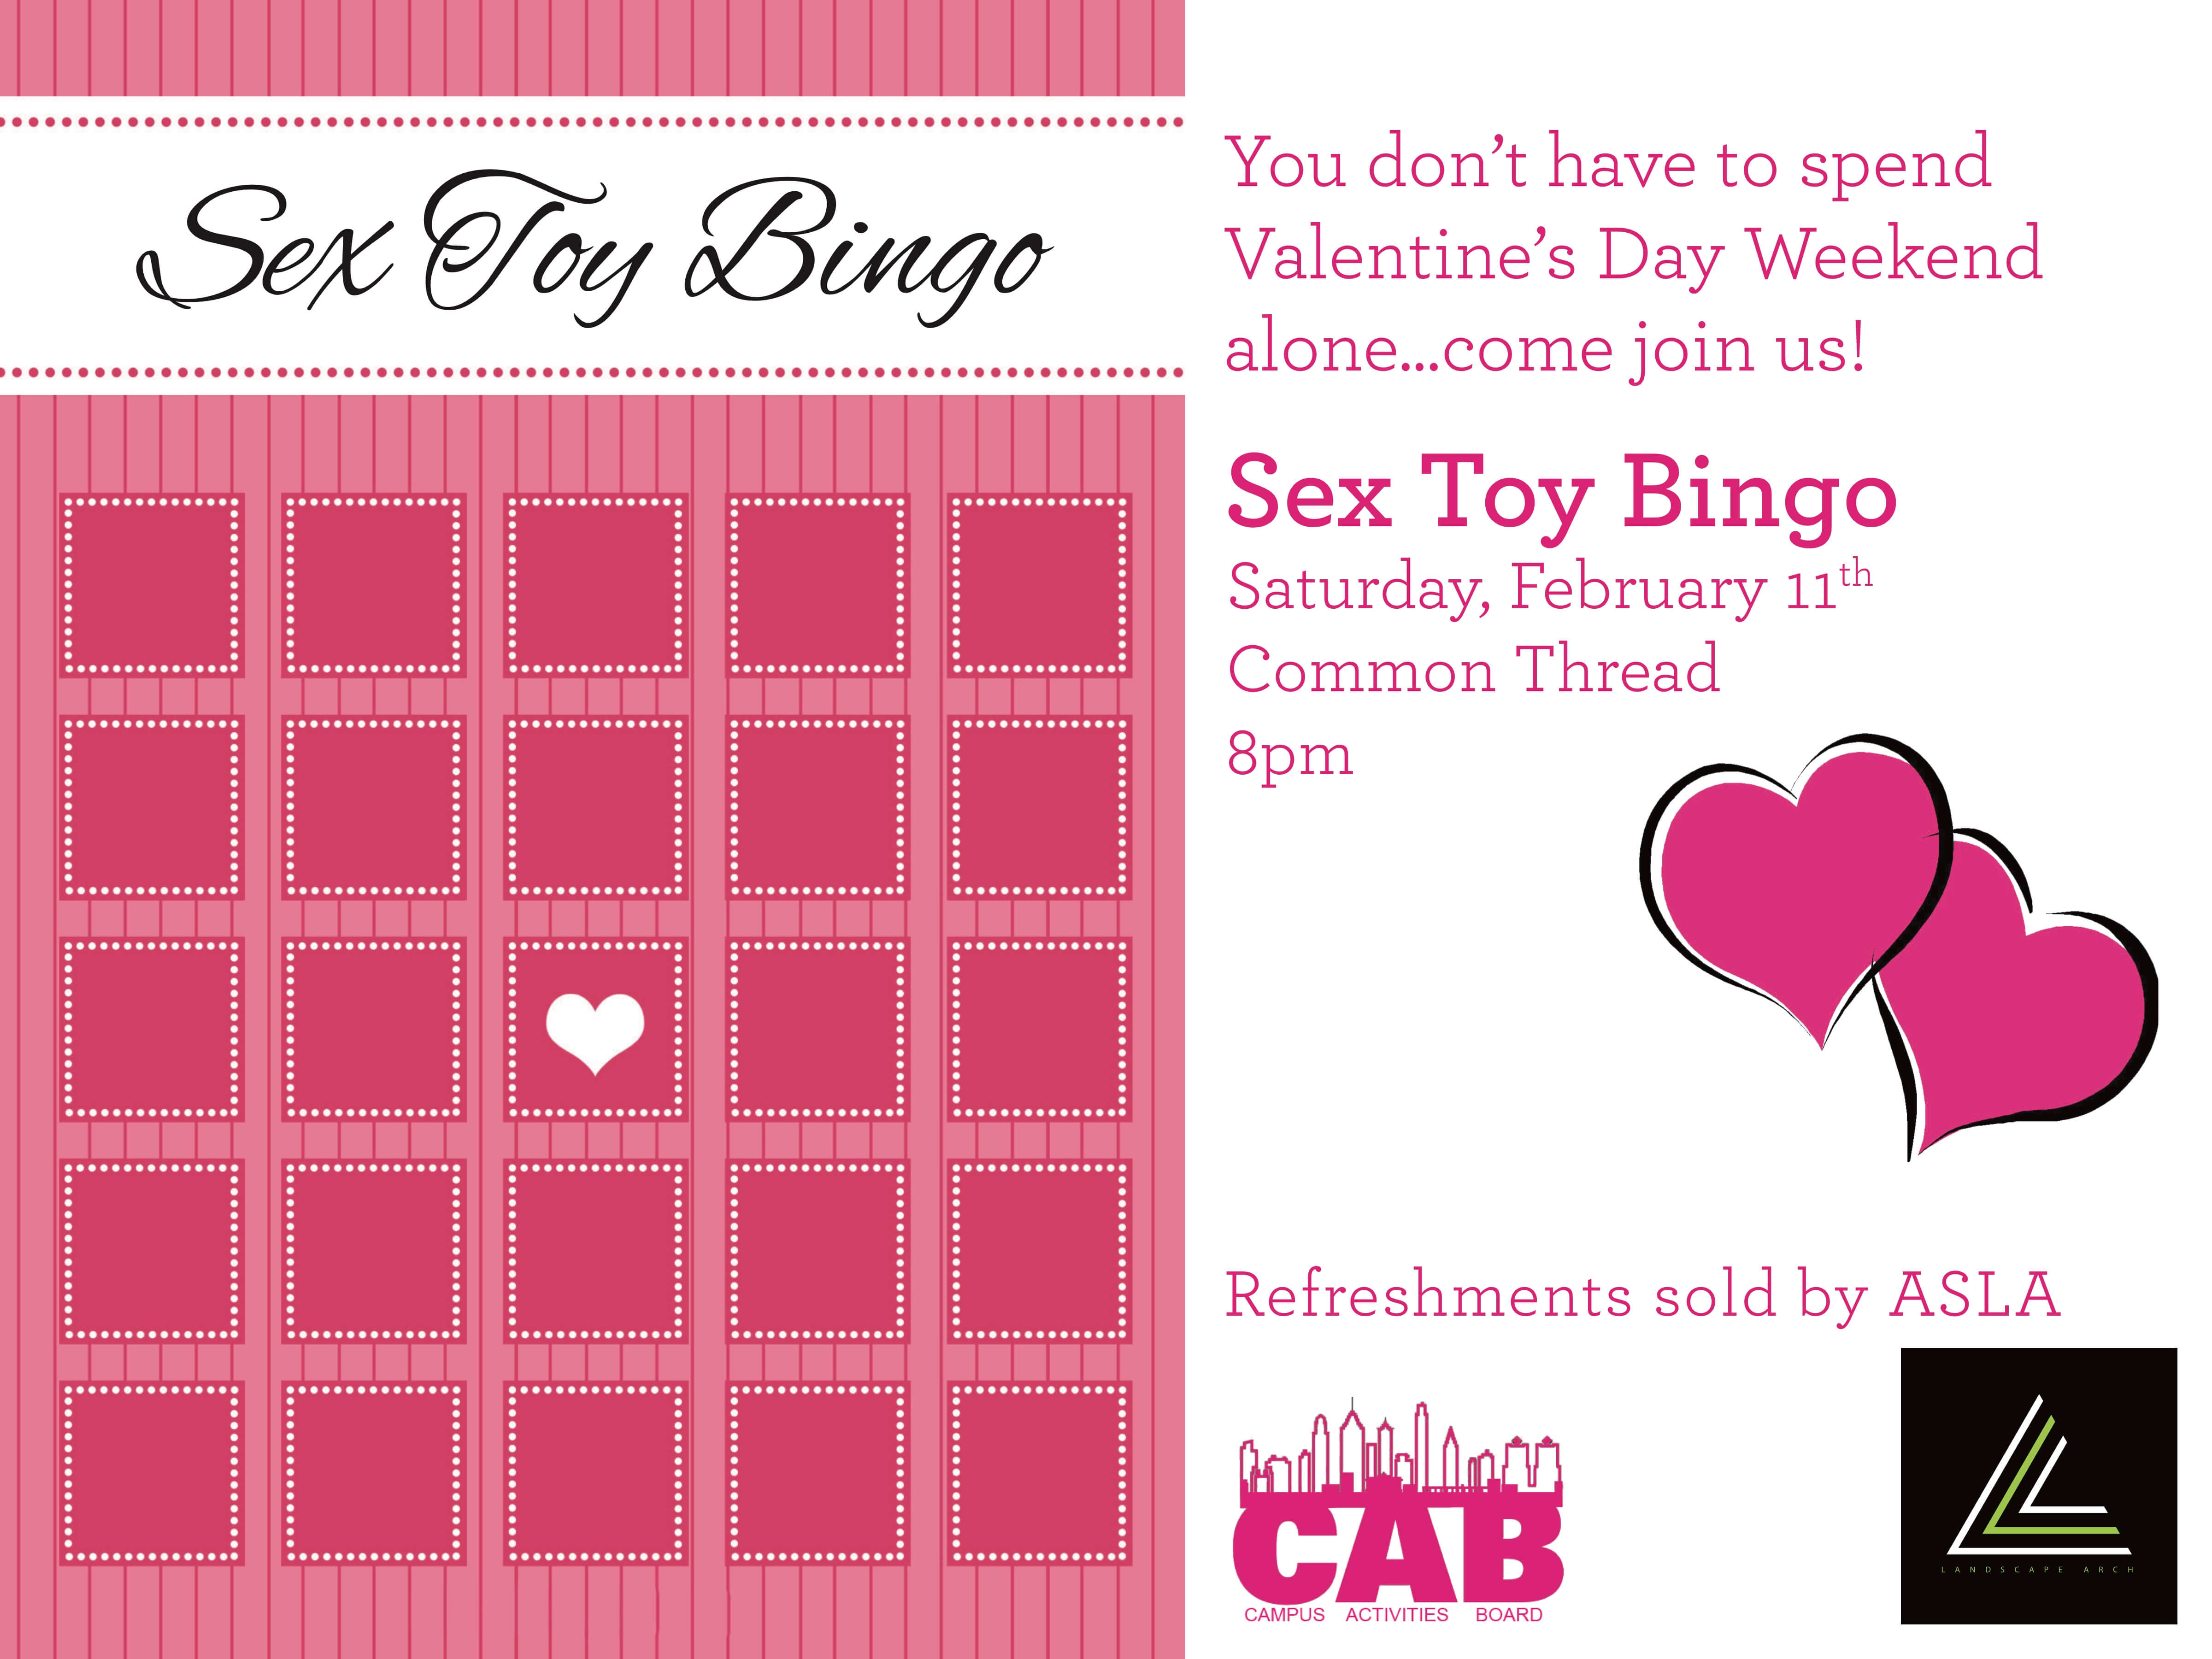 Sex Toy Bingo
You don't have to spend
Valentine's Day Weekend
alone...come join us!
Sex Toy Bingo
Saturday, February 11th
Common Thread
8pm
Refreshments sold by ASLA
CAB
CAMPUS ACTIVITIES BOARD
LANDSCAPE ARCH